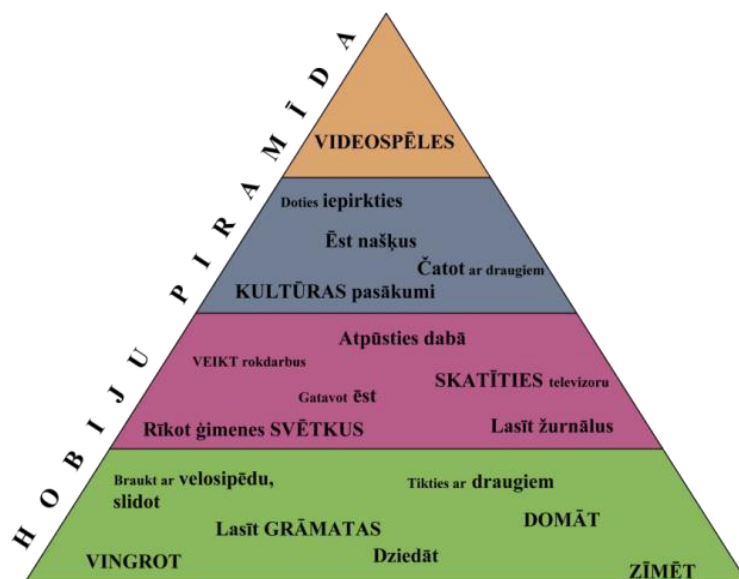 HOBIJU PIRAMĪDA
VIDEOSPĒLES
Doties iepirkties
Ēst našķus
Čatot ar draugiem
KULTŪRAS pasākumi
Atpūsties dabā
VEIKT rokdarbus
SKATĪTIES televizoru
Gatavot ēst
Rīkot ģimenes SVĒTKUS
Lasīt žurnālus
Braukt ar velosipēdu,
slidot
Tikties ar draugiem
Lasīt GRĀMATAS
DOMĀT
VINGROT
Dziedāt
ZĪMĒT